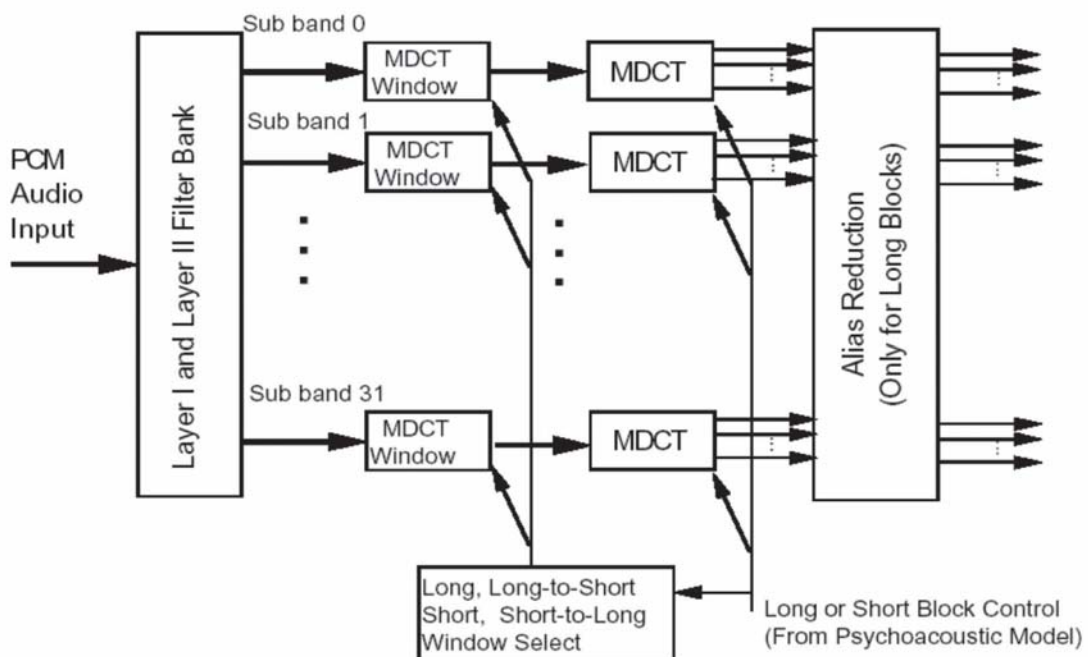 Sub band 0
MDCT
Window
MDCT
Sub band 1
MDCT
Window
MDCT
PCM
Audio
Input
Layer I and Layer II Filter Bank
Alias Reduction
(Only for Long Blocks)
Sub band 31
MDCT
Window
MDCT
Long, Long-to-Short
Short, Short-to-Long
Window Select
Long or Short Block Control
(From Psychoacoustic Model)